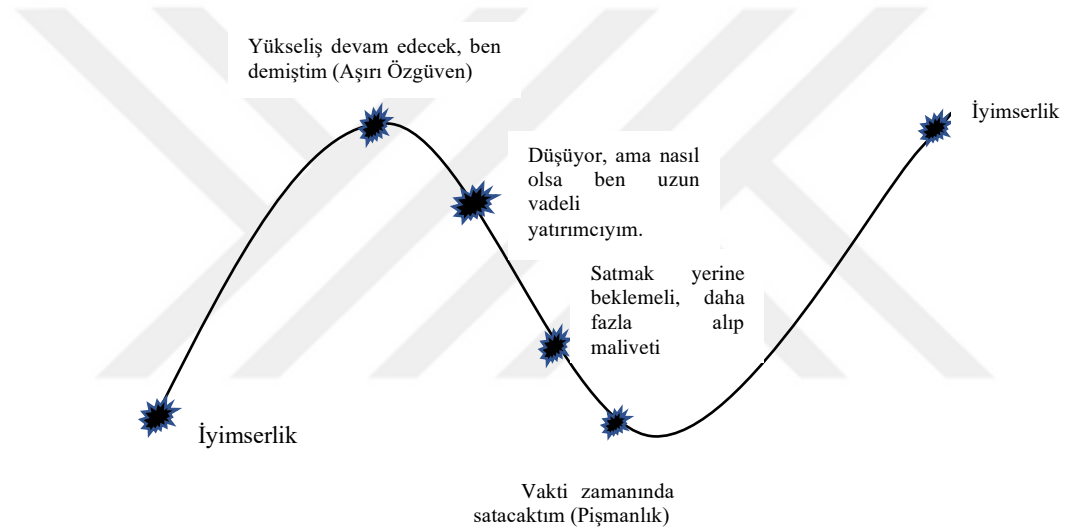 Yükseliş devam edecek, ben
demiştim (Aşırı Özgüven)
İyimserlik
Düşüyor, ama nasıl
olsa ben uzun
vadeli
yatırımcıyım.
Satmak yerine
beklemeli, daha
fazla alıp
maliveti
İyimserlik
Vakti zamanında
satacaktım (Pişmanlık)